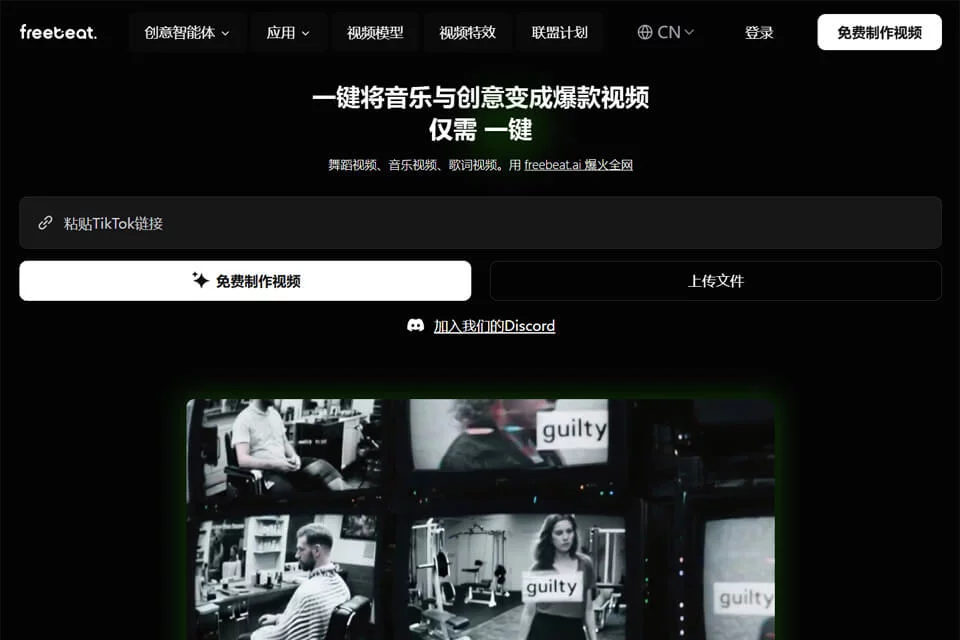 freebeat.
创意智能体
应用
视频模型
视频特效
联盟计划
CN
登录
免费制作视频
一键将音乐与创意变成爆款视频
仅需 一键
舞蹈视频、音乐视频、歌词视频。用 freebeat.ai 爆火全网
粘贴TikTok链接
免费制作视频
上传文件
加入我们的Discord
guilty
guilty
guilty